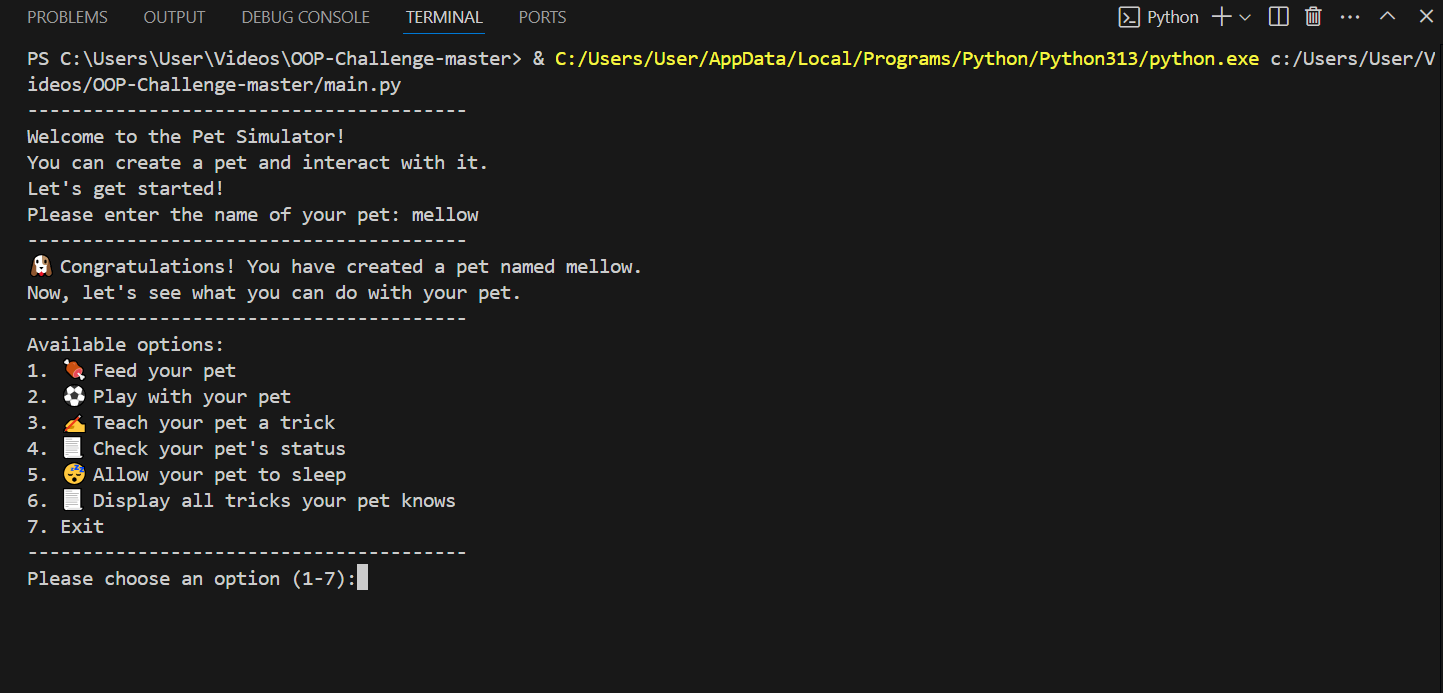 PROBLEMS OUTPUT DEBUG CONSOLE TERMINAL PORTS Python
PS C:\Users\User\Videos\OOP-Challenge-master> & C:/Users/User/AppData/Local/Programs/Python/Python313/python.exe c:/Users/User/V
ideos/OOP-Challenge-master/main.py
----------------------------------------
Welcome to the Pet Simulator!
You can create a pet and interact with it.
Let's get started!
Please enter the name of your pet: mellow
----------------------------------------
🐶 Congratulations! You have created a pet named mellow.
Now, let's see what you can do with your pet.
----------------------------------------
Available options:
1. 🍖 Feed your pet
2. ⚽ Play with your pet
3. ✍ Teach your pet a trick
4. 📃 Check your pet's status
5. 😴 Allow your pet to sleep
6. 📃 Display all tricks your pet knows
7. Exit
----------------------------------------
Please choose an option (1-7):